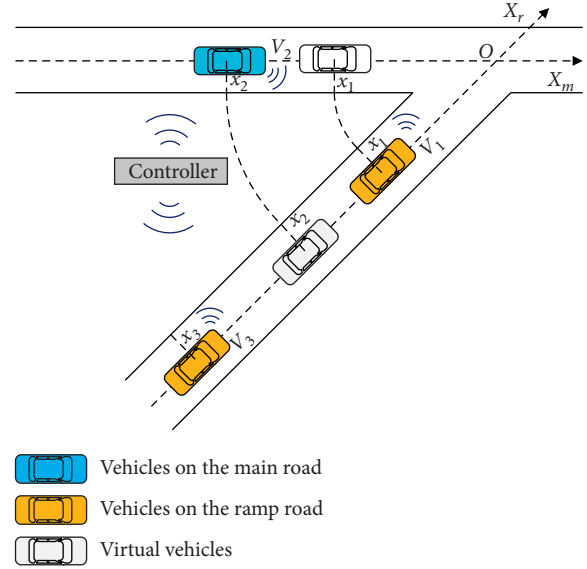 X_r
V_2
O
x_2
x_1
X_m
x_1
V_1
Controller
x_2
x_3
V_3
Vehicles on the main road
Vehicles on the ramp road
Virtual vehicles